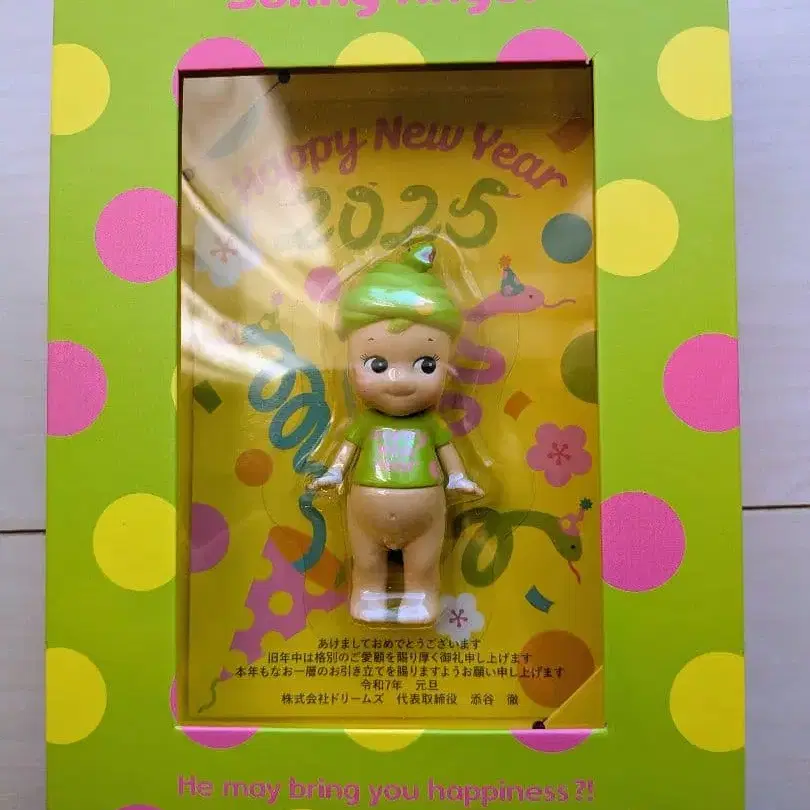 Sonny Angel
Happy New Year
2025
あけましておめでとうございます
旧年中は格別のご愛顧を賜り厚く御礼申し上げます
本年もなお一層のお引き立てを賜りますようお願い申し上げます
令和7年 元旦
株式会社ドリームズ 代表取締役 添谷 徹
He may bring you happiness?!